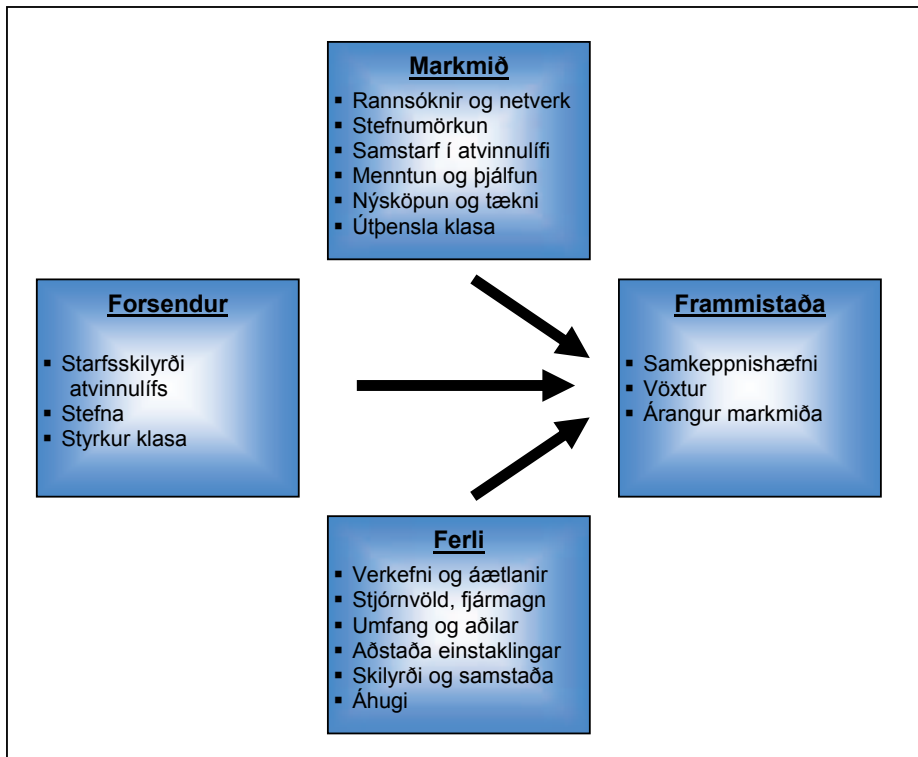 Markmið
▪ Rannsóknir og netverk
▪ Stefnumörkun
▪ Samstarf í atvinnulífi
▪ Menntun og þjálfun
▪ Nýsköpun og tækni
▪ Útþensla klasa
Forsendur
▪ Starfsskilyrði
atvinnulífs
▪ Stefna
▪ Styrkur klasa
Frammistaða
▪ Samkeppnishæfni
▪ Vöxtur
▪ Árangur markmiða
Ferli
▪ Verkefni og áætlanir
▪ Stjórnvöld, fjármagn
▪ Umfang og aðilar
▪ Aðstaða einstaklingar
▪ Skilyrði og samstaða
▪ Áhugi